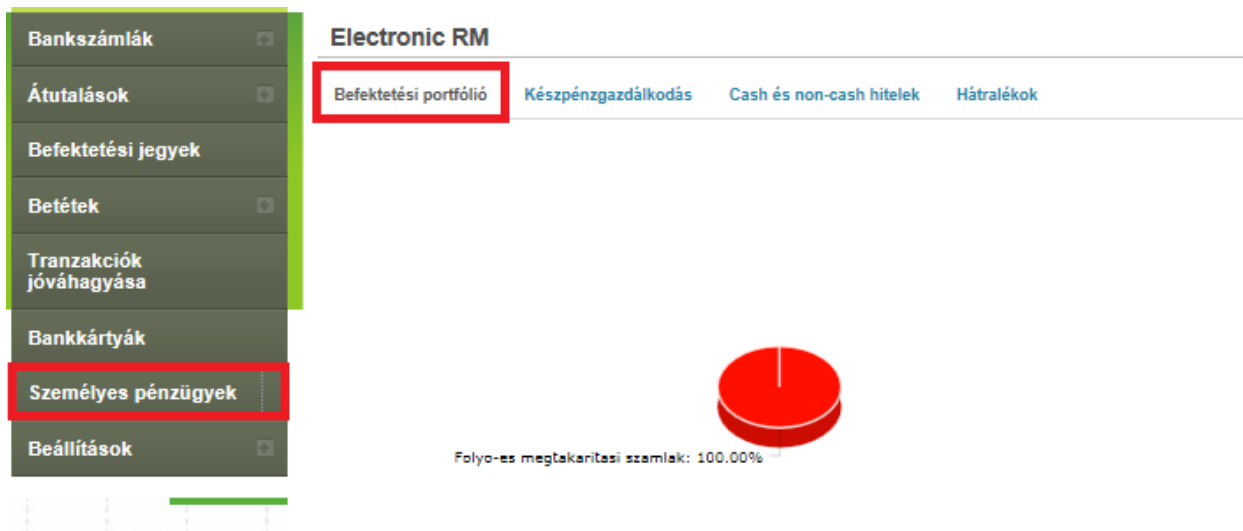 Bankszámlák
Átutalások
Befektetési jegyek
Betétek
Tranzakciók
jóváhagyása
Bankkártyák
Személyes pénzügyek
Beállítások
Electronic RM
Befektetési portfólió Készpénzgazdálkodás Cash és non-cash hitelek Hátralékok
Folyo-es megtakaritasi szamlak: 100.00%